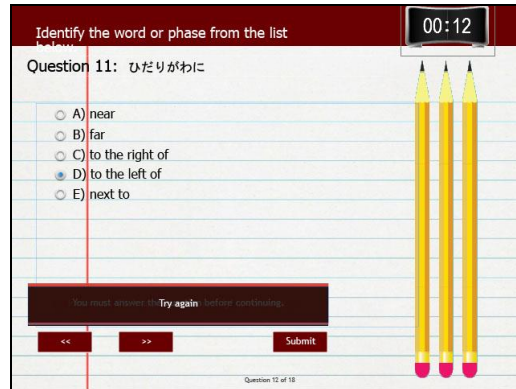 Identify the word or phase from the list
below
00:12
Question 11: ひだりがわに
A) near
B) far
C) to the right of
D) to the left of
E) next to
You must answer the before continuing.
Try again
<<
>>
Submit
Question 12 of 18